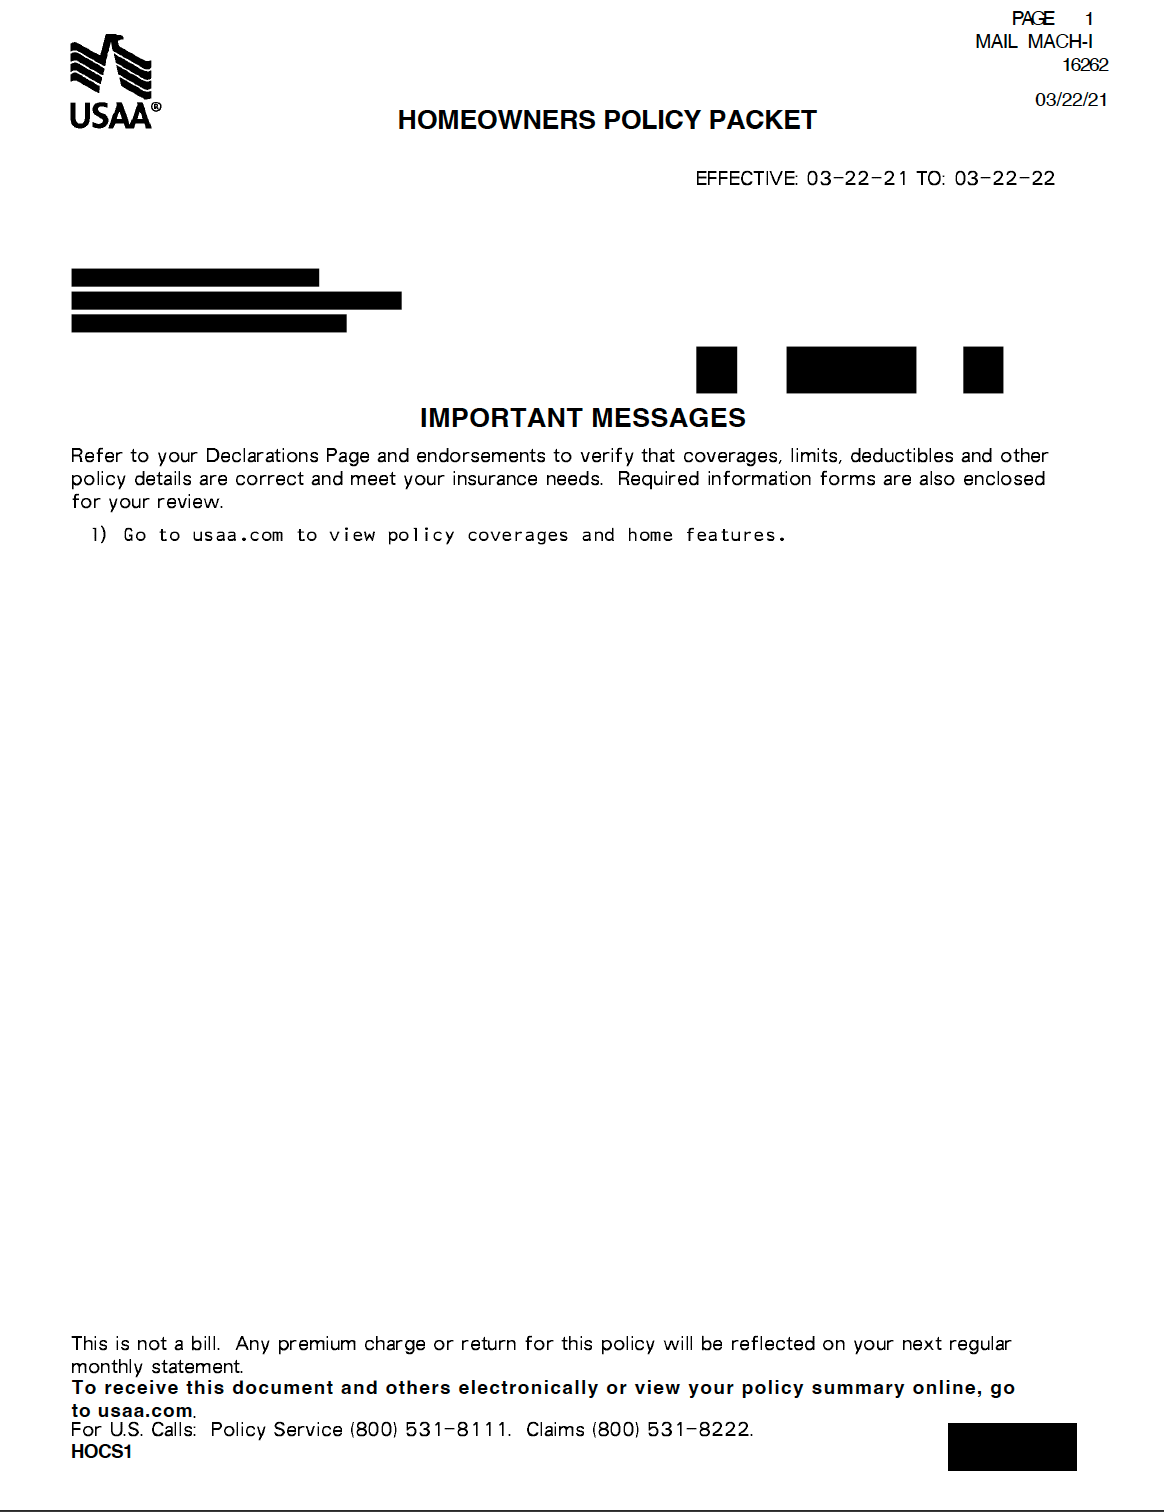 PAGE 1
MAIL MACH-I
16262
03/22/21
USAA®
HOMEOWNERS POLICY PACKET
EFFECTIVE: 03-22-21 TO: 03-22-22
IMPORTANT MESSAGES
Refer to your Declarations Page and endorsements to verify that coverages, limits, deductibles and other
policy details are correct and meet your insurance needs. Required information forms are also enclosed
for your review.
1) Go to usaa.com to view policy coverages and home features.
This is not a bill. Any premium charge or return for this policy will be reflected on your next regular
monthly statement.
To receive this document and others electronically or view your policy summary online, go
to usaa.com.
For U.S. Calls: Policy Service (800) 531-8111. Claims (800) 531-8222.
HOCS1